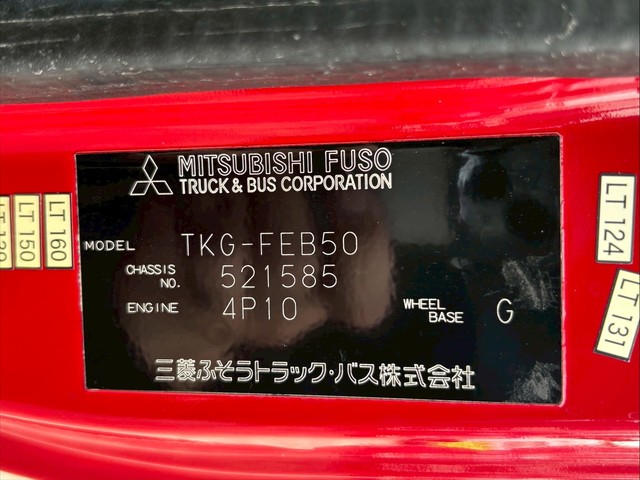 MITSUBISHI FUSO
TRUCK & BUS CORPORATION
MODEL TKG-FEB50
CHASSIS NO. 521585
ENGINE 4P10
WHEEL BASE G
三菱ふそうトラック・バス株式会社
LT 150
LT 160
LT 124
LT 131